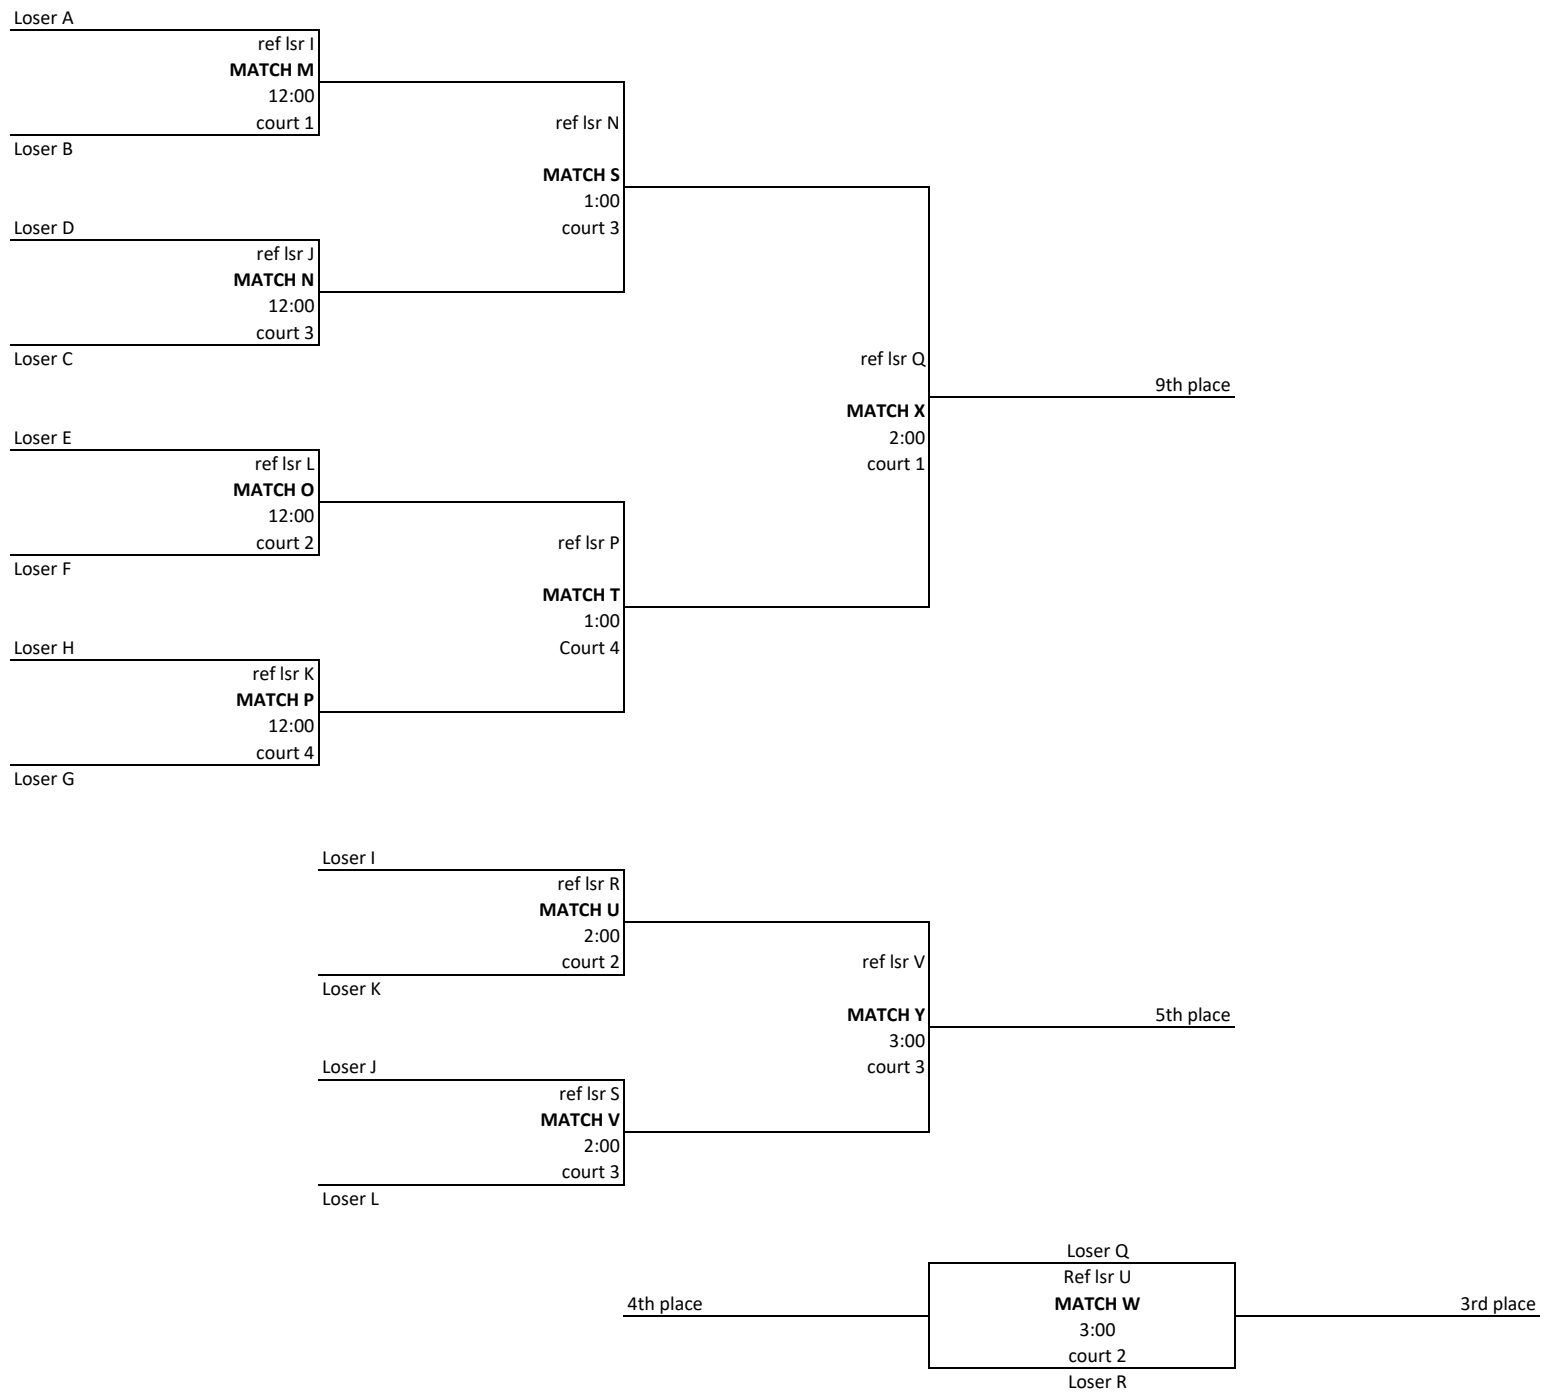 Loser A
ref lsr I
MATCH M
12:00
court 1
Loser B
ref lsr N
MATCH S
1:00
court 3
Loser D
ref lsr J
MATCH N
12:00
court 3
Loser C
ref lsr Q
MATCH X
2:00
court 1
9th place
Loser E
ref lsr L
MATCH O
12:00
court 2
Loser F
ref lsr P
MATCH T
1:00
Court 4
Loser H
ref lsr K
MATCH P
12:00
court 4
Loser G
Loser I
ref lsr R
MATCH U
2:00
court 2
Loser K
ref lsr V
MATCH Y
3:00
court 3
5th place
Loser J
ref lsr S
MATCH V
2:00
court 3
Loser L
Loser Q
Ref lsr U
MATCH W
3:00
court 2
Loser R
4th place
3rd place